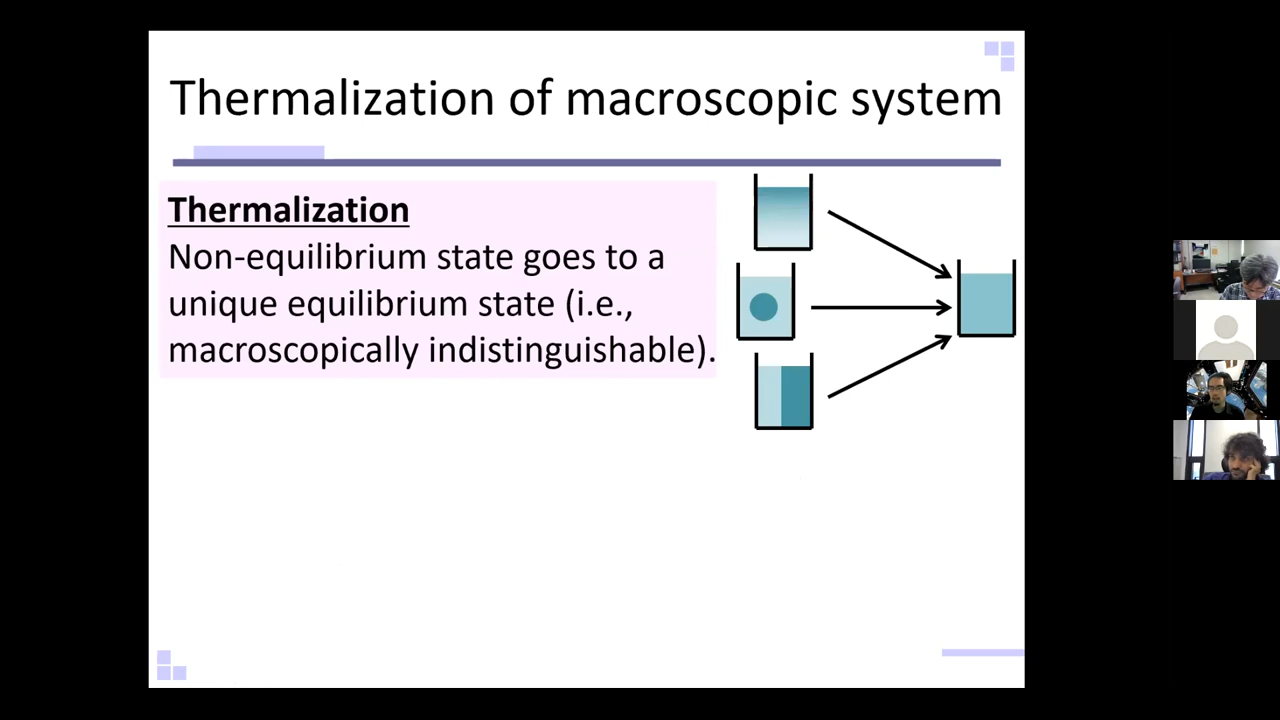 Thermalization of macroscopic system
Thermalization
Non-equilibrium state goes to a
unique equilibrium state (i.e.,
macroscopically indistinguishable).